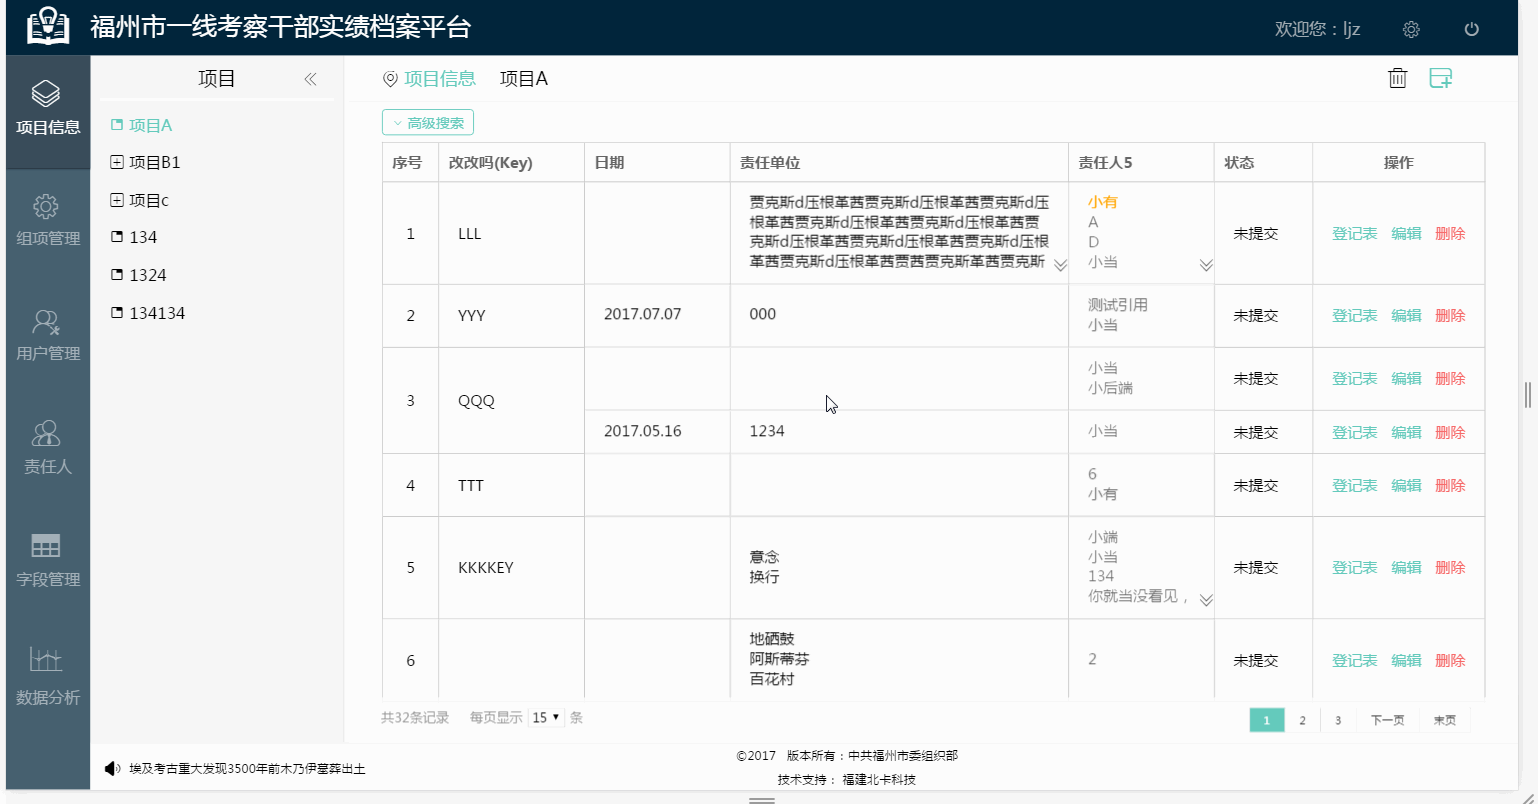 福州市一线考察干部实绩档案平台
欢迎您：ljz
项目信息
组项管理
用户管理
责任人
字段管理
数据分析
项目
项目A
项目B1
项目c
134
1324
134134
项目信息 项目A
高级搜索
序号 改改吗(Key) 日期 责任单位 责任人5 状态 操作
1 LLL
贾克斯d压根革茜贾克斯d压根革茜贾克斯d压
根革茜贾克斯d压根革茜贾克斯d压根革茜贾
克斯d压根革茜贾克斯d压根革茜贾克斯d压根
革茜贾克斯d压根革茜贾茜贾克斯革茜贾克斯
小有
A
D
小当
未提交 登记表 编辑 删除
2 YYY 2017.07.07 000
测试引用
小当
未提交 登记表 编辑 删除
3 QQQ
小当
小后端
未提交 登记表 编辑 删除
2017.05.16 1234 小当 未提交 登记表 编辑 删除
4 TTT
6
小有
未提交 登记表 编辑 删除
5 KKKKEY
意念
换行
小端
小当
134
你就当没看见，
未提交 登记表 编辑 删除
6
地硒鼓
阿斯蒂芬
百花村
2 未提交 登记表 编辑 删除
共32条记录 每页显示 15 条
1 2 3 下一页 末页
埃及考古重大发现3500年前木乃伊墓葬出土
©2017 版本所有：中共福州市委组织部
技术支持： 福建北卡科技